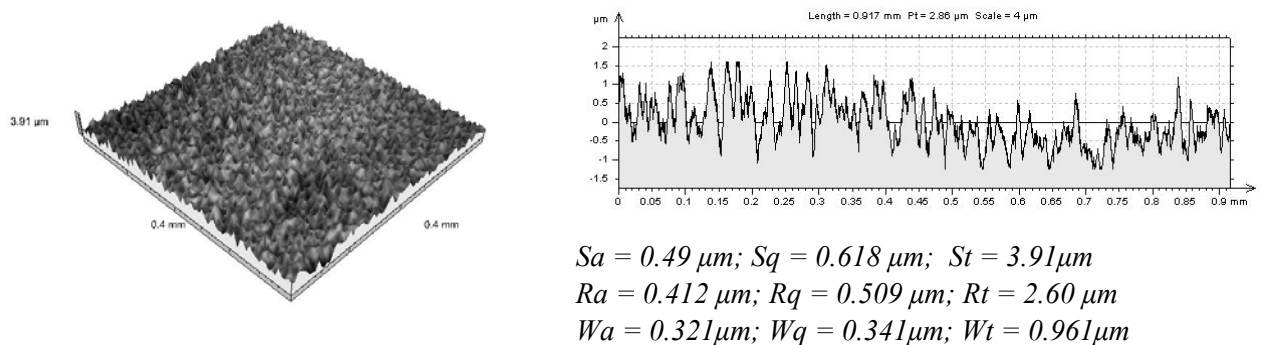 3.91 µm
0.4 mm
0.4 mm
µm
Length = 0.917 mm Pt = 2.86 µm Scale = 4 µm
2
1.5
1
0.5
0
-0.5
-1
-1.5
0 0.05 0.1 0.15 0.2 0.25 0.3 0.35 0.4 0.45 0.5 0.55 0.6 0.65 0.7 0.75 0.8 0.85 0.9 mm
Sa = 0.49 µm; Sq = 0.618 µm; St = 3.91µm
Ra = 0.412 µm; Rq = 0.509 µm; Rt = 2.60 µm
Wa = 0.321µm; Wq = 0.341µm; Wt = 0.961µm